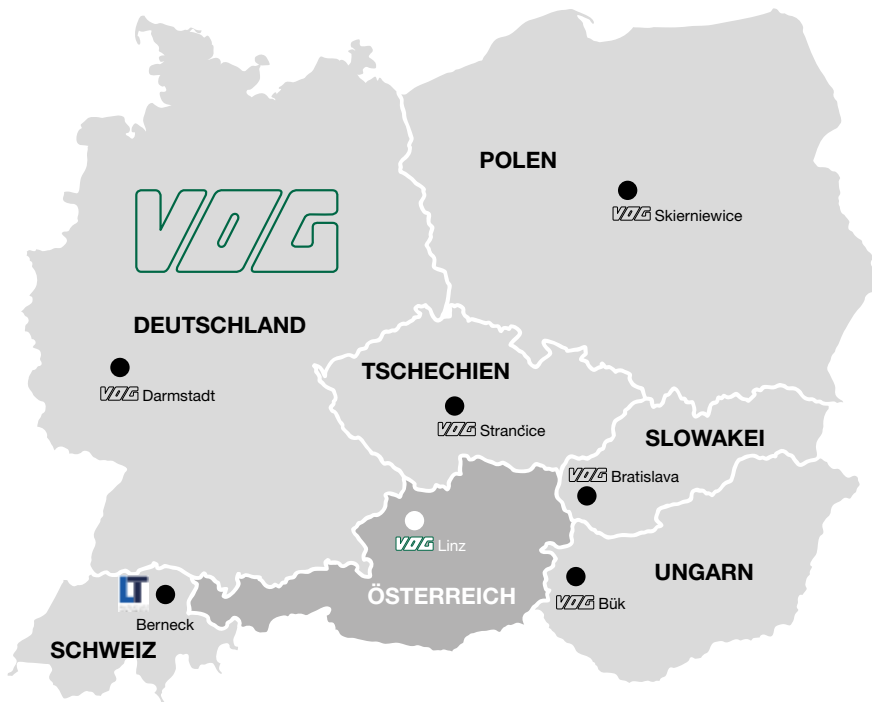 POLEN
VOG Skierniewice
VOG
DEUTSCHLAND
VOG Darmstadt
TSCHECHIEN
VOG Strančice
SLOWAKEI
VOG Bratislava
VOG Linz
ÖSTERREICH
UNGARN
VOG Bük
LT
Berneck
SCHWEIZ